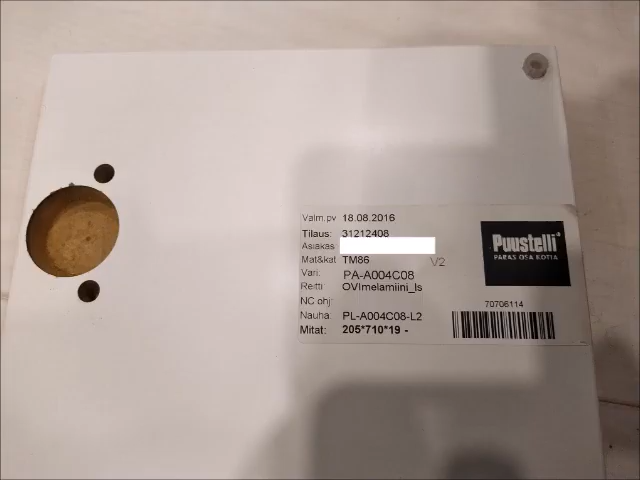 Valm.pv 18.08.2016
Tilaus: 31212408
Asiakas
Mat&kat TM86 V2
Vari: PA-A004C08
Reitti: OVImelamiini_ls
NC ohj:
Nauha: PL-A004C08-L2
Mitat: 205*710*19 -
Puustelli®
PARAS OSA KOTIA
70706114